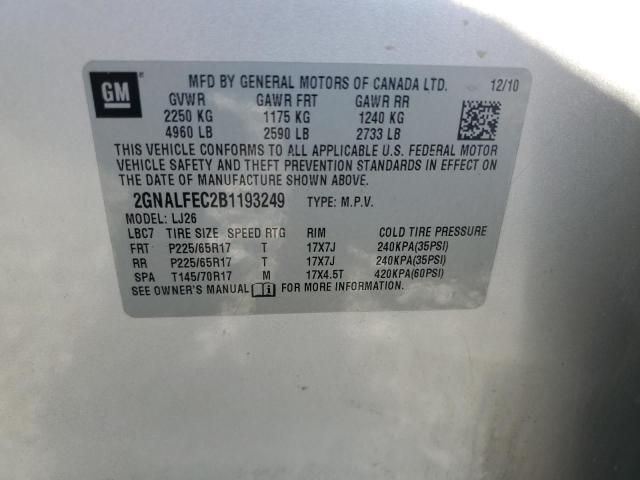 GM
MFD BY GENERAL MOTORS OF CANADA LTD. 12/10
GVWR GAWR FRT GAWR RR
2250 KG 1175 KG 1240 KG
4960 LB 2590 LB 2733 LB
THIS VEHICLE CONFORMS TO ALL APPLICABLE U.S. FEDERAL MOTOR
VEHICLE SAFETY AND THEFT PREVENTION STANDARDS IN EFFECT ON
THE DATE OF MANUFACTURE SHOWN ABOVE.
2GNALFEC2B1193249 TYPE: M.P.V.
MODEL: LJ26
LBC7 TIRE SIZE SPEED RTG RIM COLD TIRE PRESSURE
FRT P225/65R17 T 17X7J 240KPA(35PSI)
RR P225/65R17 T 17X7J 240KPA(35PSI)
SPA T145/70R17 M 17X4.5T 420KPA(60PSI)
SEE OWNER'S MANUAL FOR MORE INFORMATION.